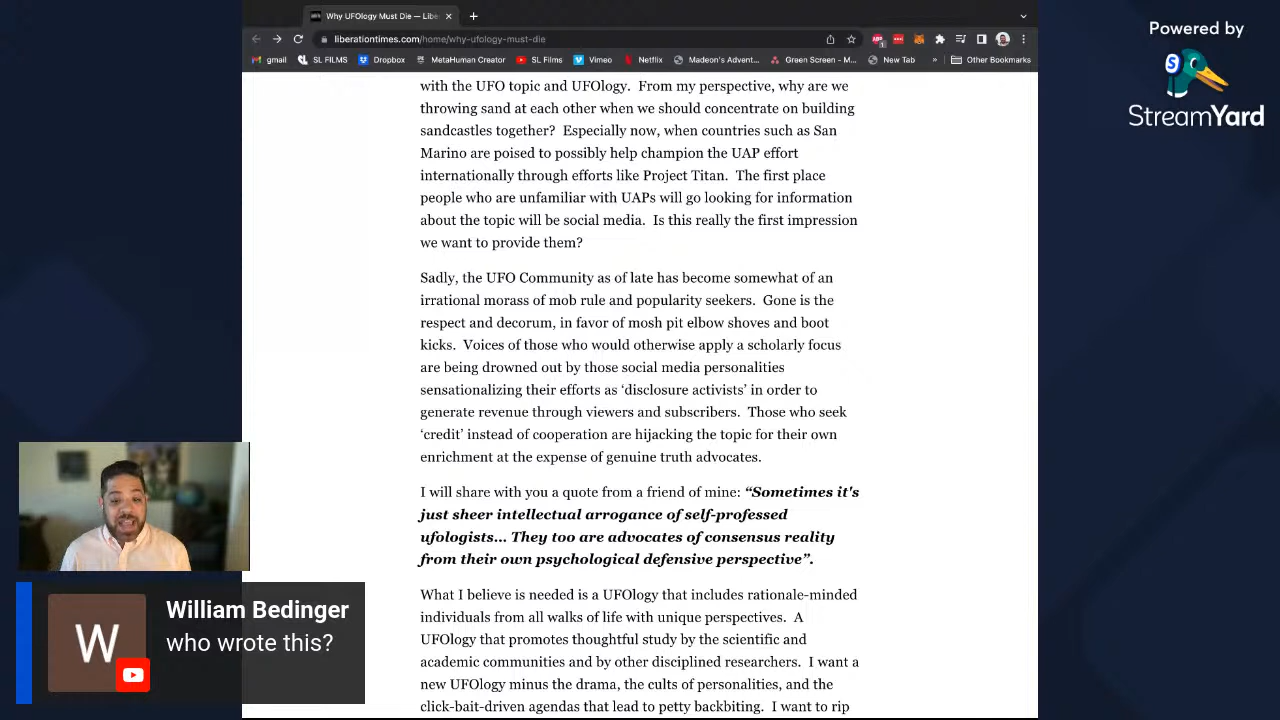 Why UFOlogy Must Die — Libe
liberationtimes.com/home/why-ufology-must-die
gmail
SL FILMS
Dropbox
MetaHuman Creator
SL Films
Vimeo
Netflix
Madeon's Advent...
Green Screen - M...
New Tab
»
Other Bookmarks
with the UFO topic and UFOlogy. From my perspective, why are we
throwing sand at each other when we should concentrate on building
sandcastles together? Especially now, when countries such as San
Marino are poised to possibly help champion the UAP effort
internationally through efforts like Project Titan. The first place
people who are unfamiliar with UAPs will go looking for information
about the topic will be social media. Is this really the first impression
we want to provide them?
Sadly, the UFO Community as of late has become somewhat of an
irrational morass of mob rule and popularity seekers. Gone is the
respect and decorum, in favor of mosh pit elbow shoves and boot
kicks. Voices of those who would otherwise apply a scholarly focus
are being drowned out by those social media personalities
sensationalizing their efforts as ‘disclosure activists’ in order to
generate revenue through viewers and subscribers. Those who seek
‘credit’ instead of cooperation are hijacking the topic for their own
enrichment at the expense of genuine truth advocates.
I will share with you a quote from a friend of mine: “Sometimes it's
just sheer intellectual arrogance of self-professed
ufologists... They too are advocates of consensus reality
from their own psychological defensive perspective”.
What I believe is needed is a UFOlogy that includes rationale-minded
individuals from all walks of life with unique perspectives. A
UFOlogy that promotes thoughtful study by the scientific and
academic communities and by other disciplined researchers. I want a
new UFOlogy minus the drama, the cults of personalities, and the
click-bait-driven agendas that lead to petty backbiting. I want to rip
Powered by
S
StreamYard
W
William Bedinger
who wrote this?